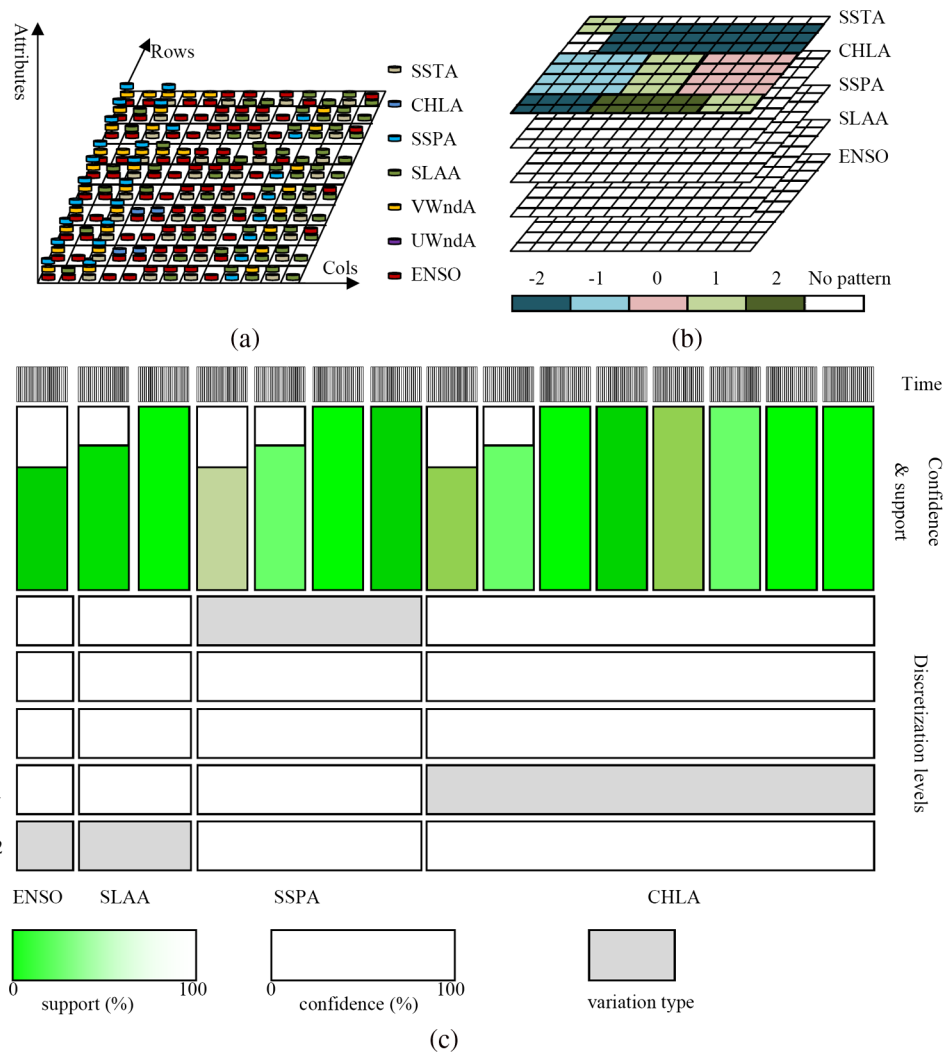 Attributes
Rows
Cols
SSTA
CHLA
SSPA
SLAA
VWndA
UWndA
ENSO
(a)
SSTA
CHLA
SSPA
SLAA
ENSO
-2 -1 0 1 2 No pattern
(b)
Time
Confidence
& support
Discretization levels
2
ENSO SLAA SSPA CHLA
0 100
support (%)
0 100
confidence (%)
variation type
(c)